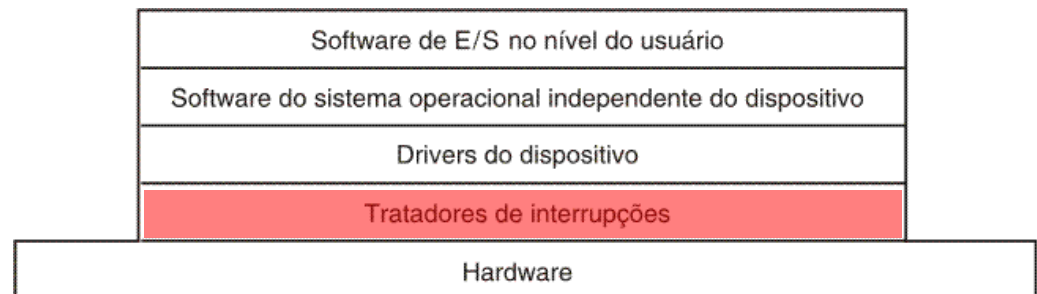 Software de E/S no nível do usuário
Software do sistema operacional independente do dispositivo
Drivers do dispositivo
Tratadores de interrupções
Hardware